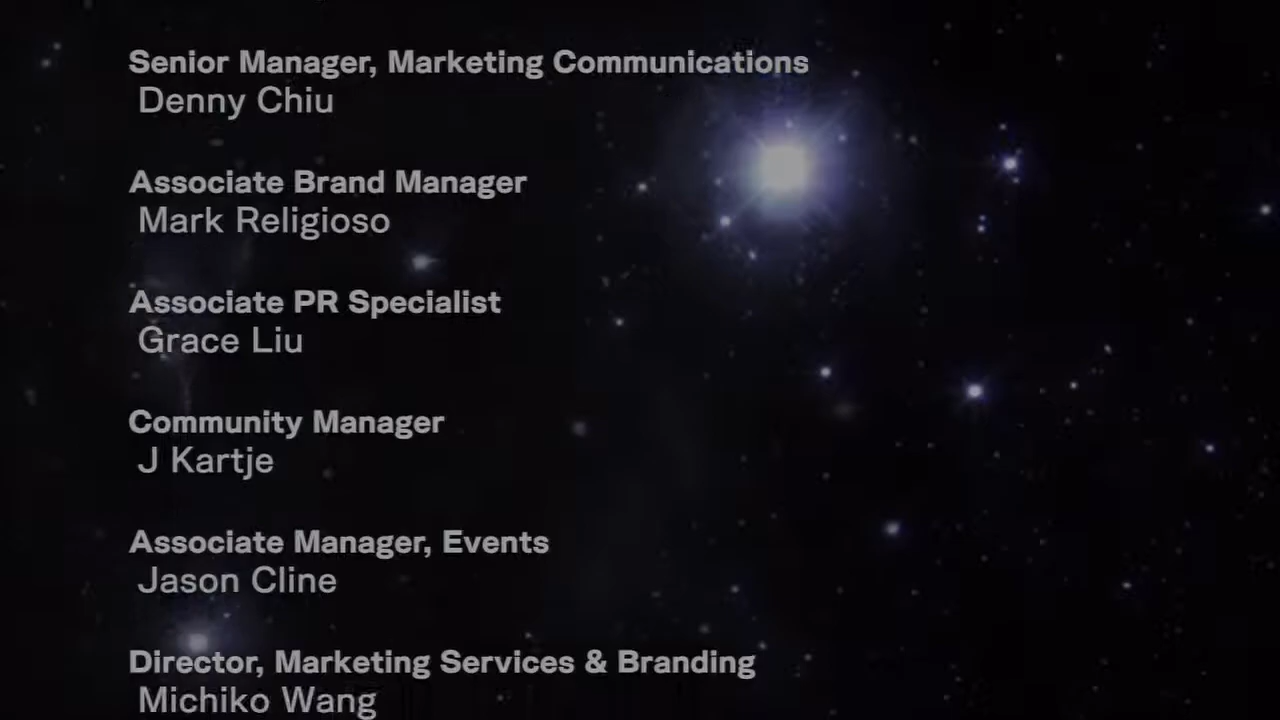 Senior Manager, Marketing Communications
Denny Chiu
Associate Brand Manager
Mark Religioso
Associate PR Specialist
Grace Liu
Community Manager
J Kartje
Associate Manager, Events
Jason Cline
Director, Marketing Services & Branding
Michiko Wang